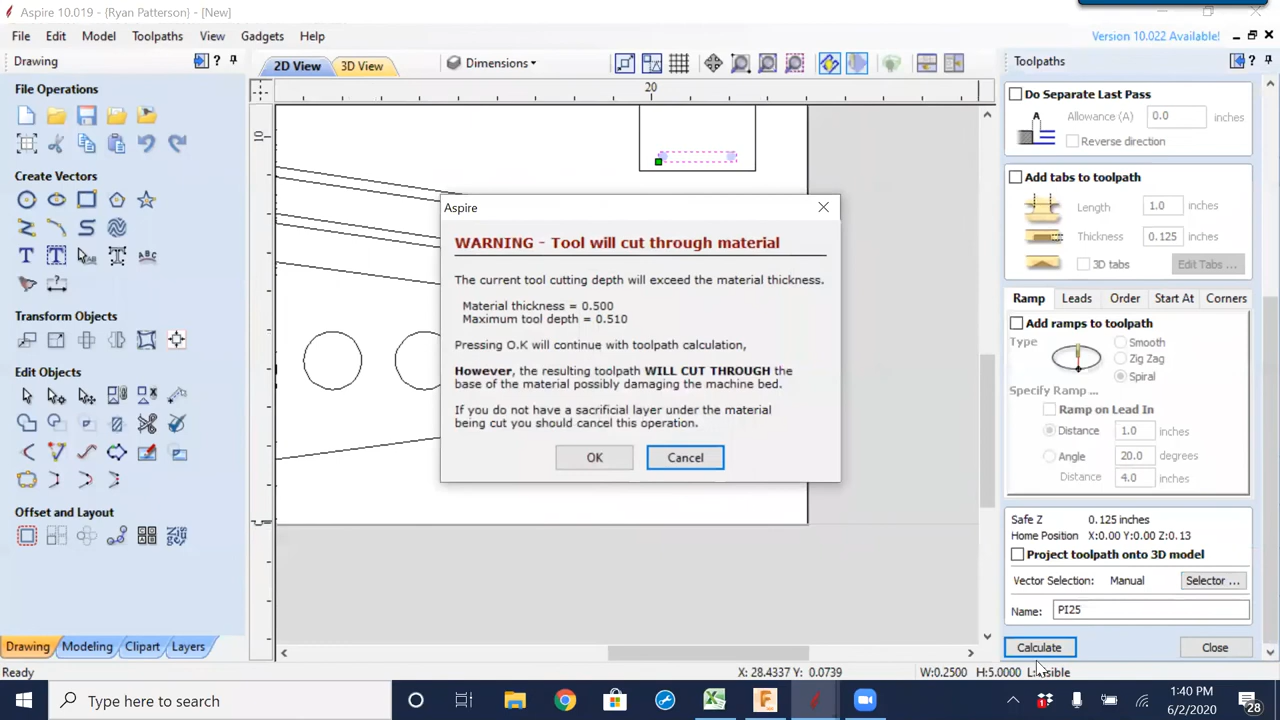 Aspire 10.019 - {Ryan Patterson} - [New]
File Edit Model Toolpaths View Gadgets Help
Version 10.022 Available!
Drawing
?
2D View
3D View
Dimensions
Toolpaths
?
File Operations
Create Vectors
Transform Objects
Edit Objects
Offset and Layout
Drawing Modeling Clipart Layers
20
10
Aspire
WARNING - Tool will cut through material
The current tool cutting depth will exceed the material thickness.
Material thickness = 0.500
Maximum tool depth = 0.510
Pressing O.K will continue with toolpath calculation,
However, the resulting toolpath WILL CUT THROUGH the
base of the material possibly damaging the machine bed.
If you do not have a sacrificial layer under the material
being cut you should cancel this operation.
OK
Cancel
Do Separate Last Pass
A
Allowance (A) 0.0 inches
Reverse direction
Add tabs to toolpath
Length 1.0 inches
Thickness 0.125 inches
3D tabs Edit Tabs ...
Ramp Leads Order Start At Corners
Add ramps to toolpath
Type
Smooth
Zig Zag
Spiral
Specify Ramp ...
Ramp on Lead In
Distance 1.0 inches
Angle 20.0 degrees
Distance 4.0 inches
Safe Z 0.125 inches
Home Position X:0.00 Y:0.00 Z:0.13
Project toolpath onto 3D model
Vector Selection: Manual Selector ...
Name: PI25
Calculate
Close
Ready
X: 28.4337 Y: 0.0739
W:0.2500 H:5.0000
Type here to search
1:40 PM
6/2/2020
28